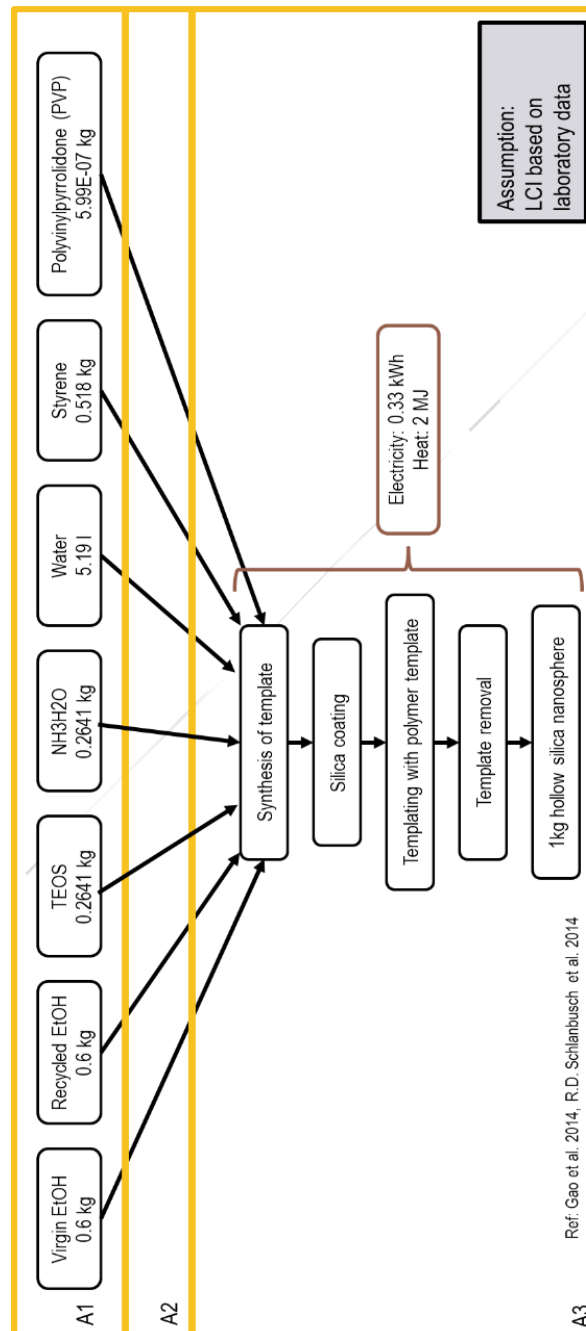 A1
Virgin EtOH
0.6 kg
Recycled EtOH
0.6 kg
TEOS
0.2641 kg
NH3H2O
0.2641 kg
Water
5.19 l
Styrene
0.518 kg
Polyvinylpyrrolidone (PVP)
5.99E-07 kg
A2
Synthesis of template
Silica coating
Templating with polymer template
Template removal
1kg hollow silica nanosphere
Electricity: 0.33 kWh
Heat: 2 MJ
Assumption:
LCI based on
laboratory data
Ref: Gao et al. 2014, R.D. Schlanbusch et al. 2014
A3